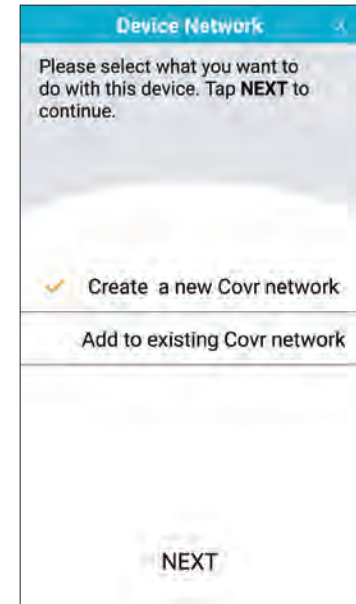 Device Network
Please select what you want to
do with this device. Tap NEXT to
continue.
Create a new Covr network
Add to existing Covr network
NEXT